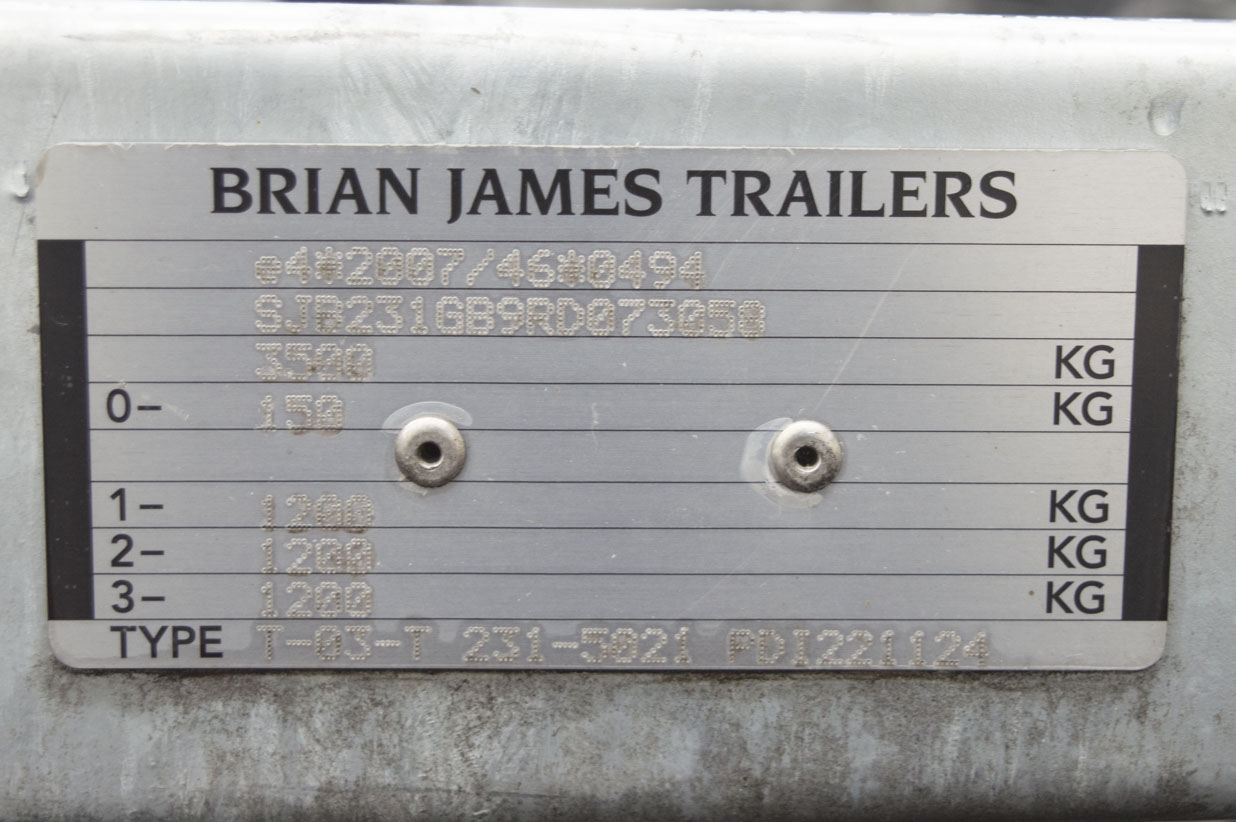 BRIAN JAMES TRAILERS
e4*2007/46*0494
SJB231GB9RD073058
3500 KG
0- 150 KG
1- 1200 KG
2- 1200 KG
3- 1200 KG
TYPE T-03-T 231-5021 PDI221124